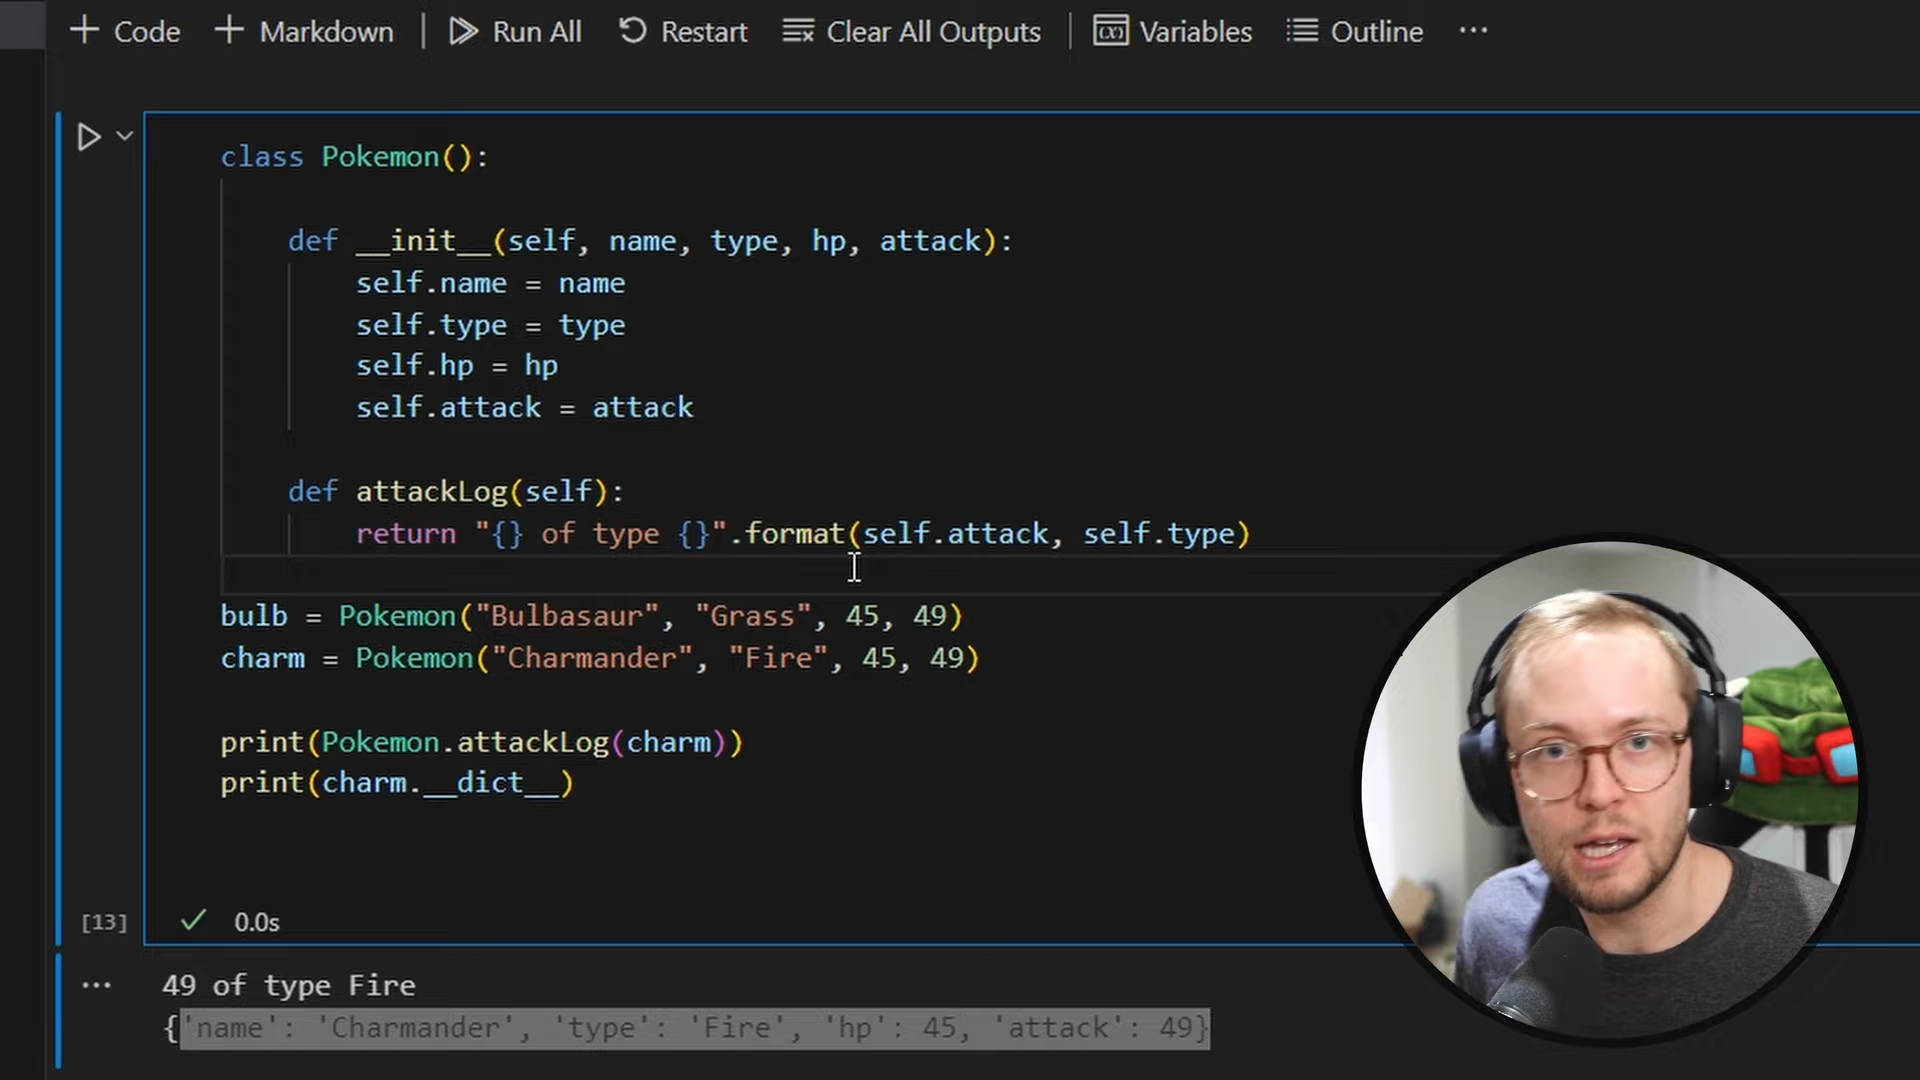 Code Markdown Run All Restart Clear All Outputs Variables Outline ...
class Pokemon():
def __init__(self, name, type, hp, attack):
self.name = name
self.type = type
self.hp = hp
self.attack = attack
def attackLog(self):
return "{} of type {}".format(self.attack, self.type)
bulb = Pokemon("Bulbasaur", "Grass", 45, 49)
charm = Pokemon("Charmander", "Fire", 45, 49)
print(Pokemon.attackLog(charm))
print(charm.__dict__)
[13] 0.0s
... 49 of type Fire
{'name': 'Charmander', 'type': 'Fire', 'hp': 45, 'attack': 49}